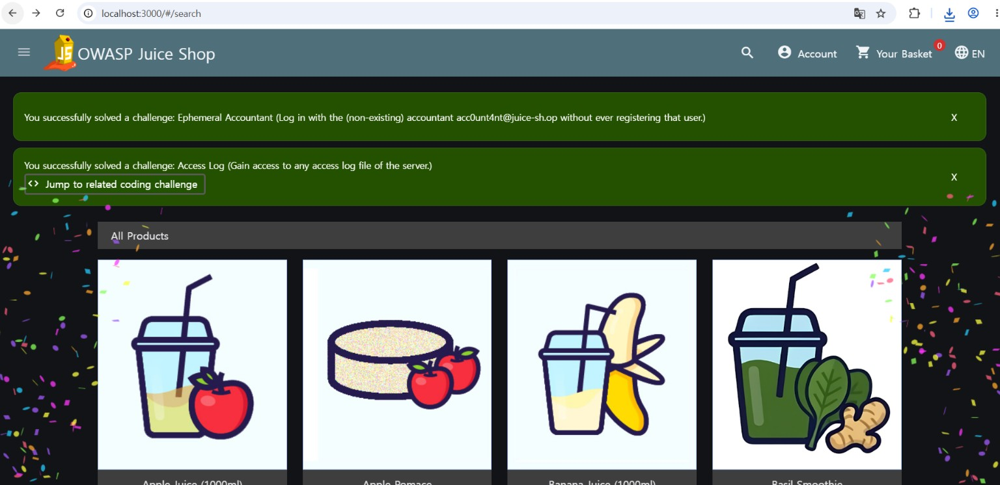 localhost:3000/#/search
JS
OWASP Juice Shop
Account
Your Basket
0
EN
You successfully solved a challenge: Ephemeral Accountant (Log in with the (non-existing) accountant acc0unt4nt@juice-sh.op without ever registering that user.)
X
You successfully solved a challenge: Access Log (Gain access to any access log file of the server.)
<> Jump to related coding challenge
X
All Products
Apple Juice (1000ml)
Apple Pomace
Banana Juice (1000ml)
Basil Smoothie